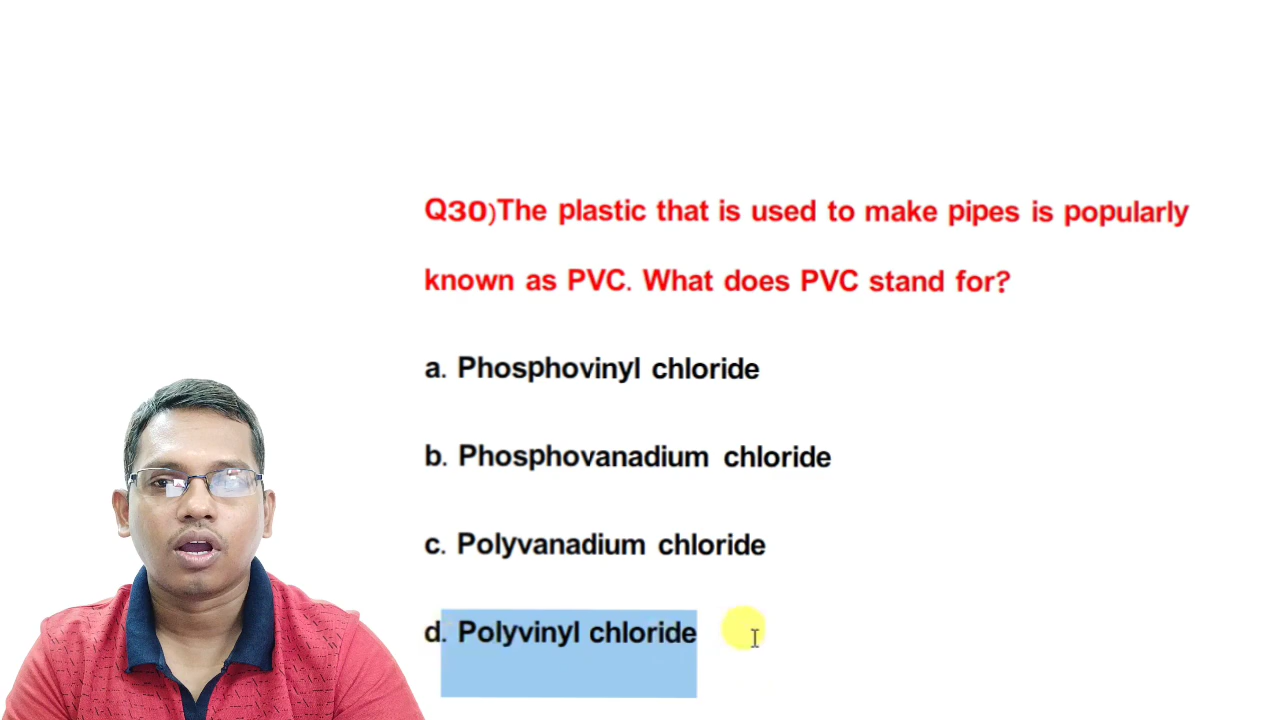 Q30)The plastic that is used to make pipes is popularly
known as PVC. What does PVC stand for?
a. Phosphovinyl chloride
b. Phosphovanadium chloride
c. Polyvanadium chloride
d. Polyvinyl chloride